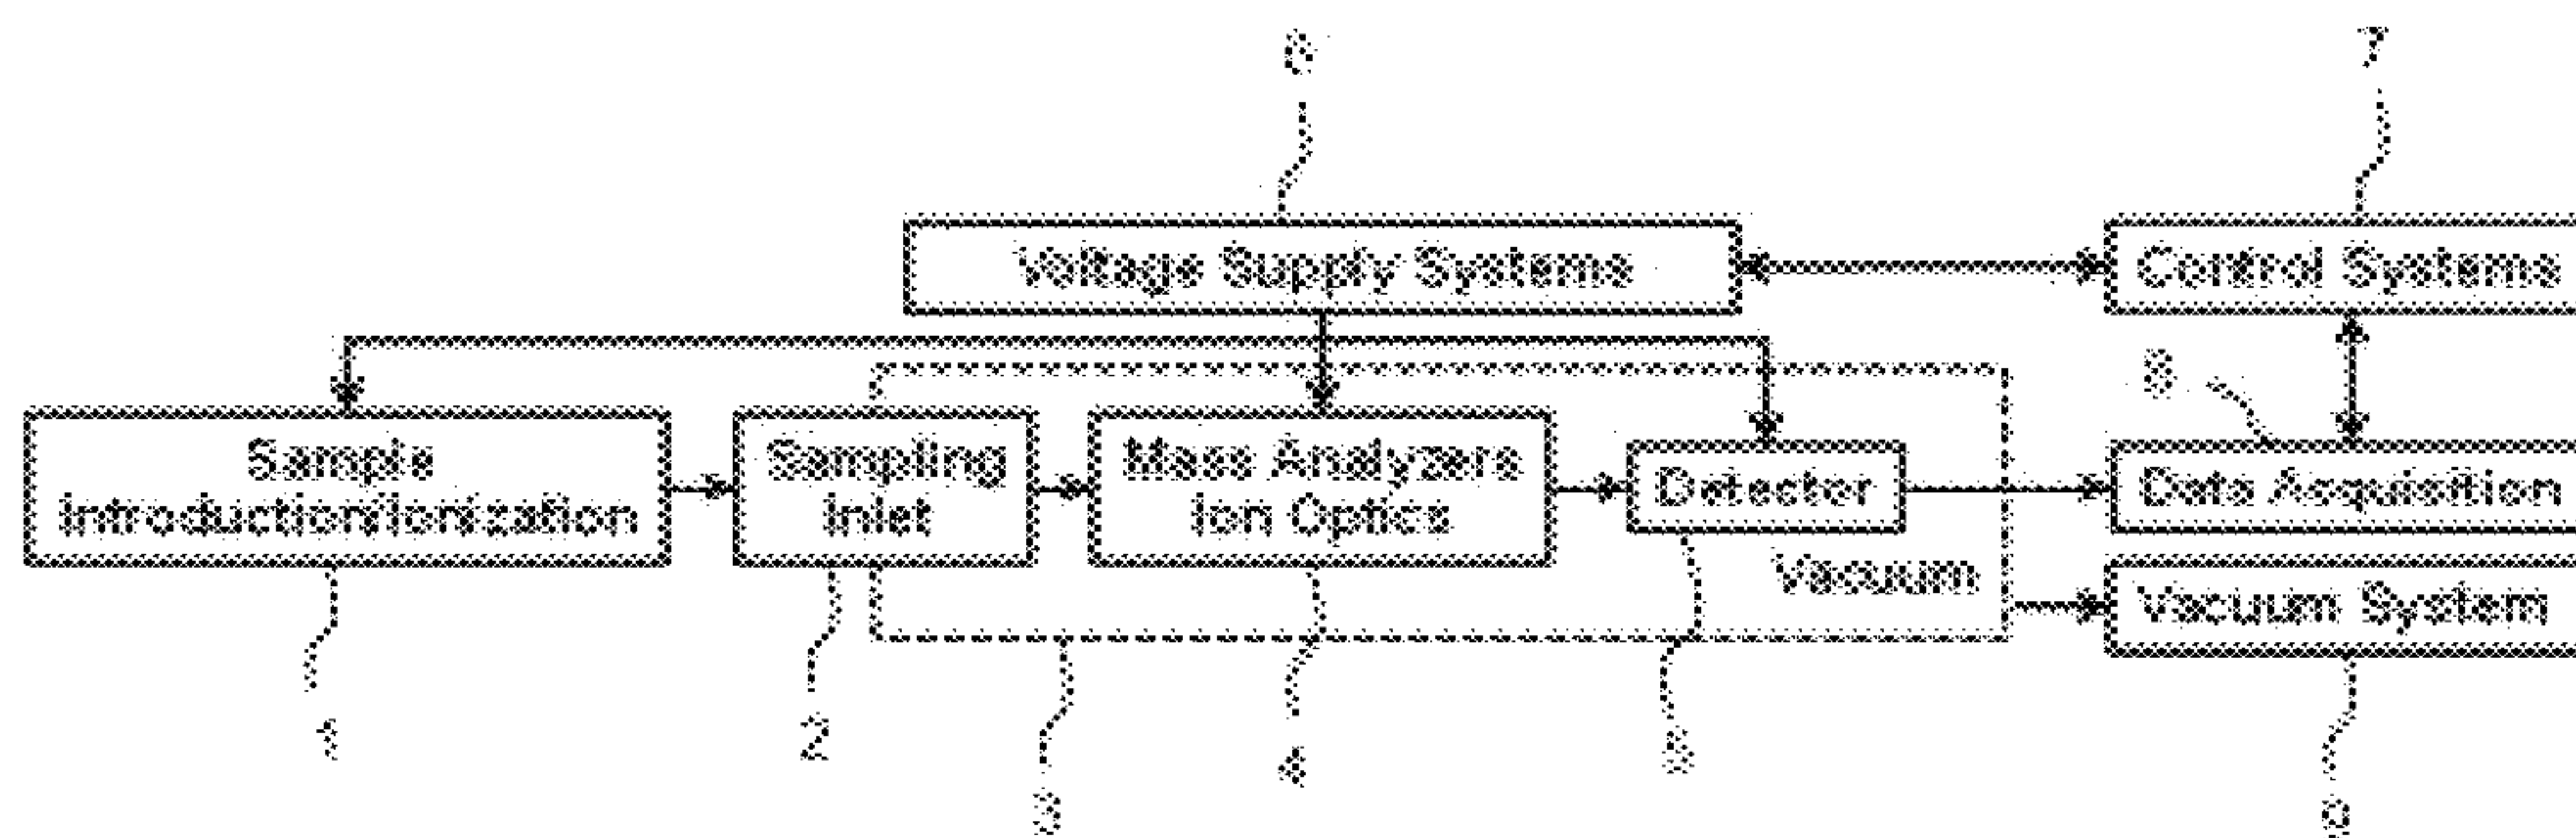 6
7
Voltage Supply Systems
Control Systems
8
Sample
Introduction/Ionization
Sampling
Inlet
Mass Analyzers
Ion Optics
Detector
Data Acquisition
Vacuum
Vacuum System
1
2
3
4
5
9